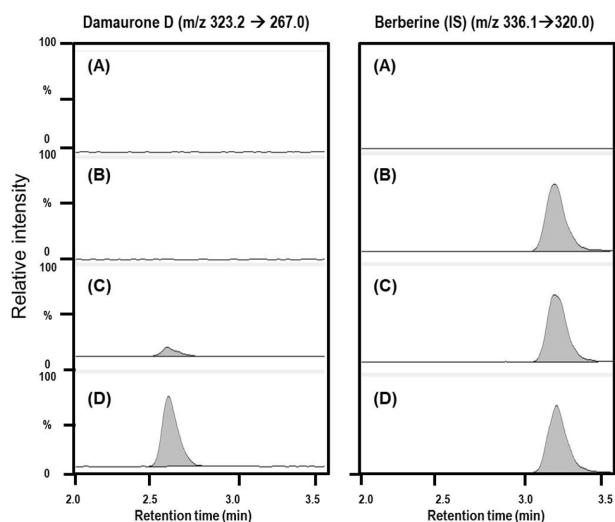 Damaurone D (m/z 323.2 → 267.0)
Berberine (IS) (m/z 336.1→320.0)
Relative intensity
100
%
0
(A)
(A)
100
%
0
(B)
(B)
100
%
0
(C)
(C)
100
%
0
(D)
(D)
2.0 2.5 3.0 3.5
2.0 2.5 3.0 3.5
Retention time (min)
Retention time (min)